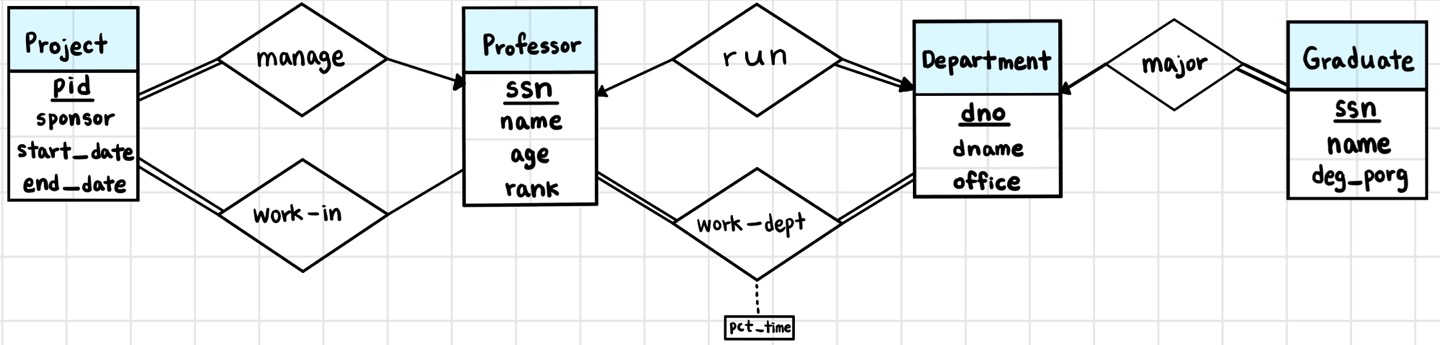 Project
pid
sponsor
start_date
end_date
manage
work-in
Professor
ssn
name
age
rank
run
work-dept
pct_time
Department
dno
dname
office
major
Graduate
ssn
name
deg_porg